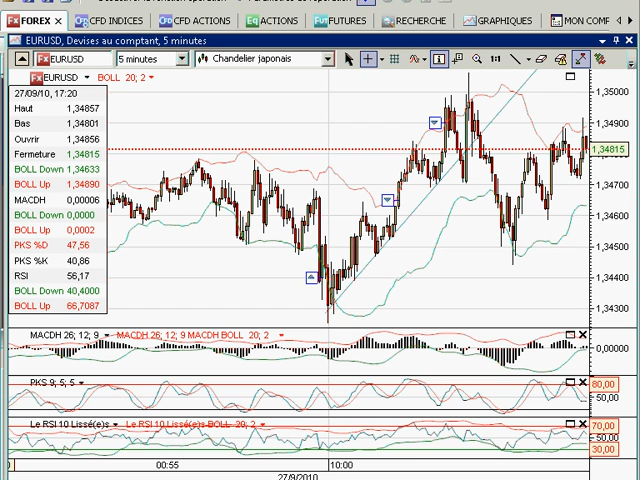 FOREX CFD INDICES CFD ACTIONS ACTIONS FUTURES RECHERCHE GRAPHIQUES MON COMP
EURUSD, Devises au comptant, 5 minutes
EURUSD 5 minutes Chandelier japonais 1:1
EURUSD BOLL 20; 2
27/09/10, 17:20
Haut 1,34857
Bas 1,34801
Ouvrir 1,34856
Fermeture 1,34815
BOLL Down 1,34633
BOLL Up 1,34890
MACDH 0,00006
BOLL Down 0,0000
BOLL Up 0,0002
PKS %D 47,56
PKS %K 40,86
RSI 56,17
BOLL Down 40,4000
BOLL Up 66,7087
1,35000
1,34900
1,34815
1,34700
1,34600
1,34500
1,34400
1,34300
MACDH 26; 12; 9 MACDH 26; 12; 9 MACDH BOLL 20; 2
0,00000
PKS 9; 5; 5
80,00
50,00
Le RSI 10 Lissé(e)s Le RSI 10 Lissé(e)s BOLL 20; 2
70,00
50,00
30,00
00:55 10:00
27/9/2010